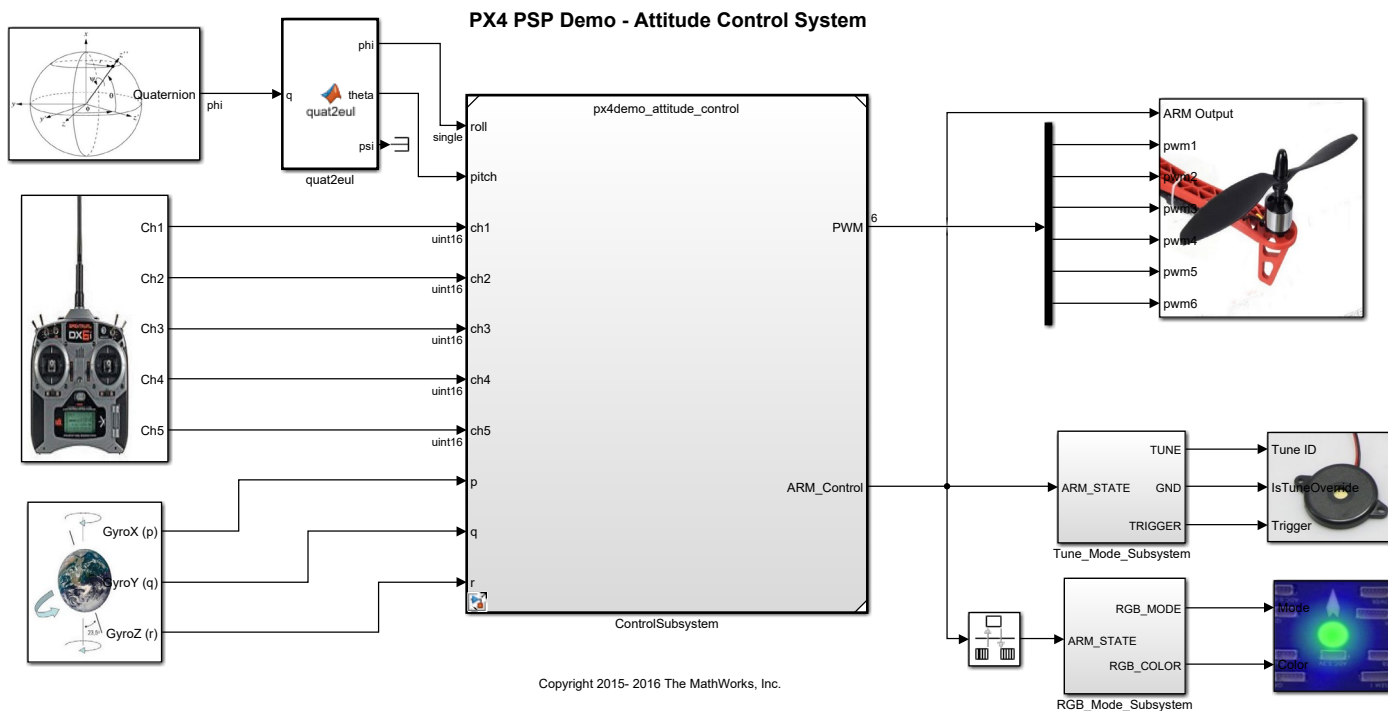 PX4 PSP Demo - Attitude Control System
Quaternion
phi
q
quat2eul
phi
theta
psi
quat2eul
px4demo_attitude_control
roll
single
pitch
ch1
uint16
ch2
uint16
ch3
uint16
ch4
uint16
ch5
uint16
p
q
r
PWM
6
ARM_Control
ControlSubsystem
Ch1
Ch2
Ch3
Ch4
Ch5
DX6i
GyroX (p)
GyroY (q)
GyroZ (r)
23,5°
ARM Output
pwm1
pwm2
pwm3
pwm4
pwm5
pwm6
ARM_STATE
TUNE
GND
TRIGGER
Tune_Mode_Subsystem
Tune ID
IsTuneOverride
Trigger
ARM_STATE
RGB_MODE
RGB_COLOR
RGB_Mode_Subsystem
Mode
Color
Copyright 2015- 2016 The MathWorks, Inc.